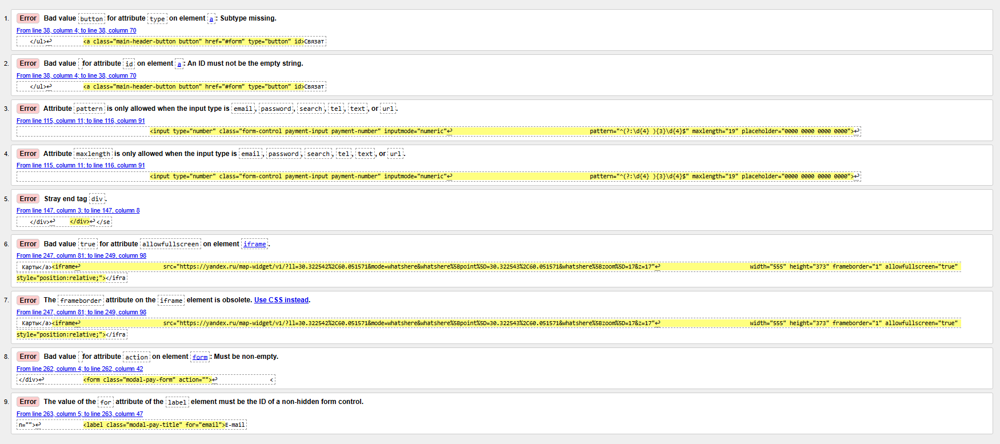 1. Error Bad value button for attribute type on element a: Subtype missing.
From line 38, column 4; to line 38, column 70
</ul>↩ <a class="main-header-button button" href="#form" type="button" id>Связат
2. Error Bad value  for attribute id on element a: An ID must not be the empty string.
From line 38, column 4; to line 38, column 70
</ul>↩ <a class="main-header-button button" href="#form" type="button" id>Связат
3. Error Attribute pattern is only allowed when the input type is email, password, search, tel, text, or url.
From line 115, column 11; to line 116, column 91
<input type="number" class="form-control payment-input payment-number" inputmode="numeric"↩ pattern="^(?:\d{4} ){3}\d{4}$" maxlength="19" placeholder="0000 0000 0000 0000">↩
4. Error Attribute maxlength is only allowed when the input type is email, password, search, tel, text, or url.
From line 115, column 11; to line 116, column 91
<input type="number" class="form-control payment-input payment-number" inputmode="numeric"↩ pattern="^(?:\d{4} ){3}\d{4}$" maxlength="19" placeholder="0000 0000 0000 0000">↩
5. Error Stray end tag div.
From line 147, column 3; to line 147, column 8
</div>↩ </div>↩ </se
6. Error Bad value true for attribute allowfullscreen on element iframe.
From line 247, column 81; to line 249, column 98
Карты</a><iframe↩ src="https://yandex.ru/map-widget/v1/?ll=30.322542%2C60.051571&mode=whatshere&whatshere%5Bpoint%5D=30.322543%2C60.051571&whatshere%5Bzoom%5D=17&z=17"↩ width="555" height="373" frameborder="1" allowfullscreen="true"
style="position:relative;"></ifra
7. Error The frameborder attribute on the iframe element is obsolete. Use CSS instead.
From line 247, column 81; to line 249, column 98
Карты</a><iframe↩ src="https://yandex.ru/map-widget/v1/?ll=30.322542%2C60.051571&mode=whatshere&whatshere%5Bpoint%5D=30.322543%2C60.051571&whatshere%5Bzoom%5D=17&z=17"↩ width="555" height="373" frameborder="1" allowfullscreen="true"
style="position:relative;"></ifra
8. Error Bad value  for attribute action on element form: Must be non-empty.
From line 262, column 4; to line 262, column 42
</div>↩ <form class="modal-pay-form" action="">↩ <
9. Error The value of the for attribute of the label element must be the ID of a non-hidden form control.
From line 263, column 5; to line 263, column 47
n="">↩ <label class="modal-pay-title" for="email">E-mail